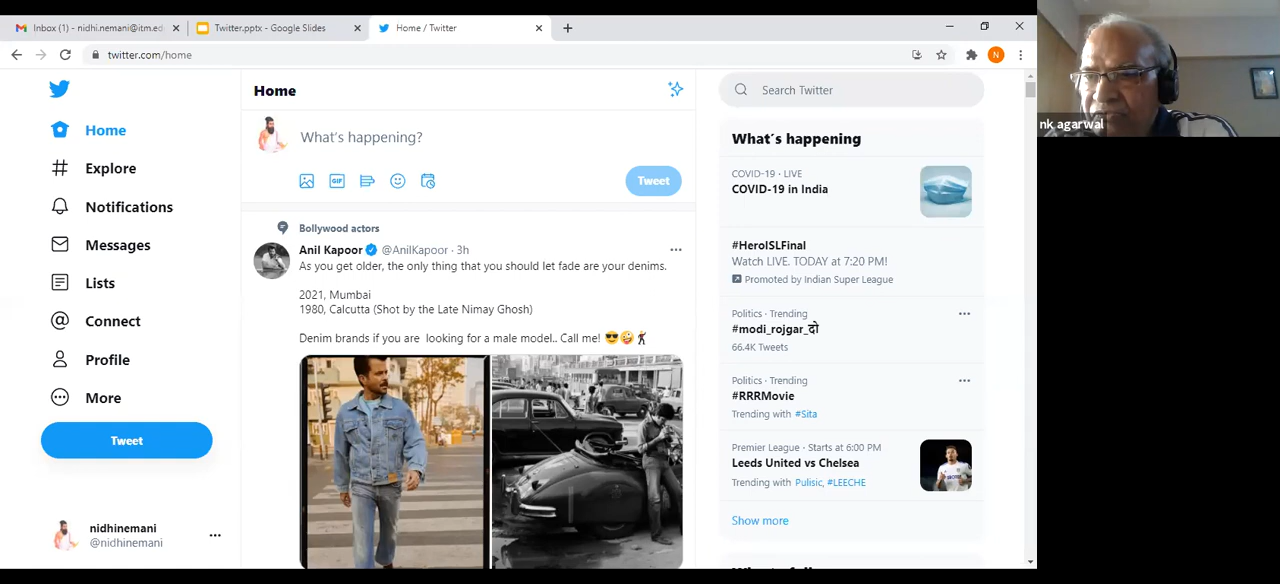 Inbox (1) - nidhi.nemani@itm.ed
Twitter.pptx - Google Slides
Home / Twitter
twitter.com/home
N
Home
Explore
Notifications
Messages
Lists
Connect
Profile
More
Tweet
nidhinemani
@nidhinemani
Home
What's happening?
GIF
Tweet
Bollywood actors
Anil Kapoor @AnilKapoor · 3h
As you get older, the only thing that you should let fade are your denims.
2021, Mumbai
1980, Calcutta (Shot by the Late Nimay Ghosh)
Denim brands if you are looking for a male model.. Call me! 😎🤪🕺
Search Twitter
What's happening
COVID-19 · LIVE
COVID-19 in India
#HeroISLFinal
Watch LIVE. TODAY at 7:20 PM!
Promoted by Indian Super League
Politics · Trending
#modi_rojgar_दो
66.4K Tweets
Politics · Trending
#RRRMovie
Trending with #Sita
Premier League · Starts at 6:00 PM
Leeds United vs Chelsea
Trending with Pulisic, #LEECHE
Show more
nk agarwal